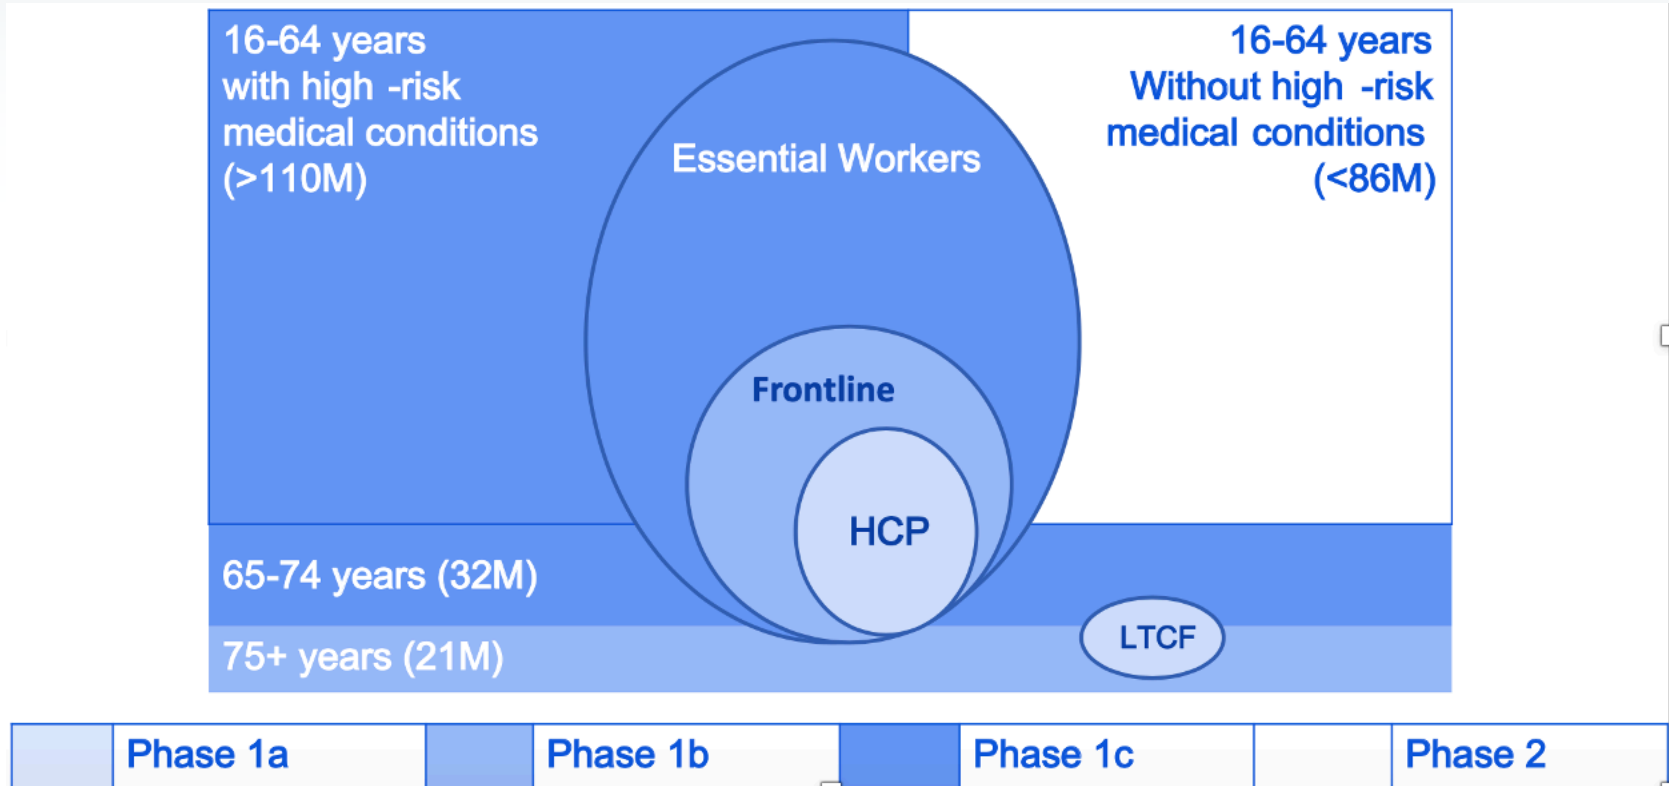 16-64 years
with high -risk
medical conditions
(>110M)
16-64 years
Without high -risk
medical conditions
(<86M)
Essential Workers
Frontline
HCP
65-74 years (32M)
LTCF
75+ years (21M)
Phase 1a
Phase 1b
Phase 1c
Phase 2